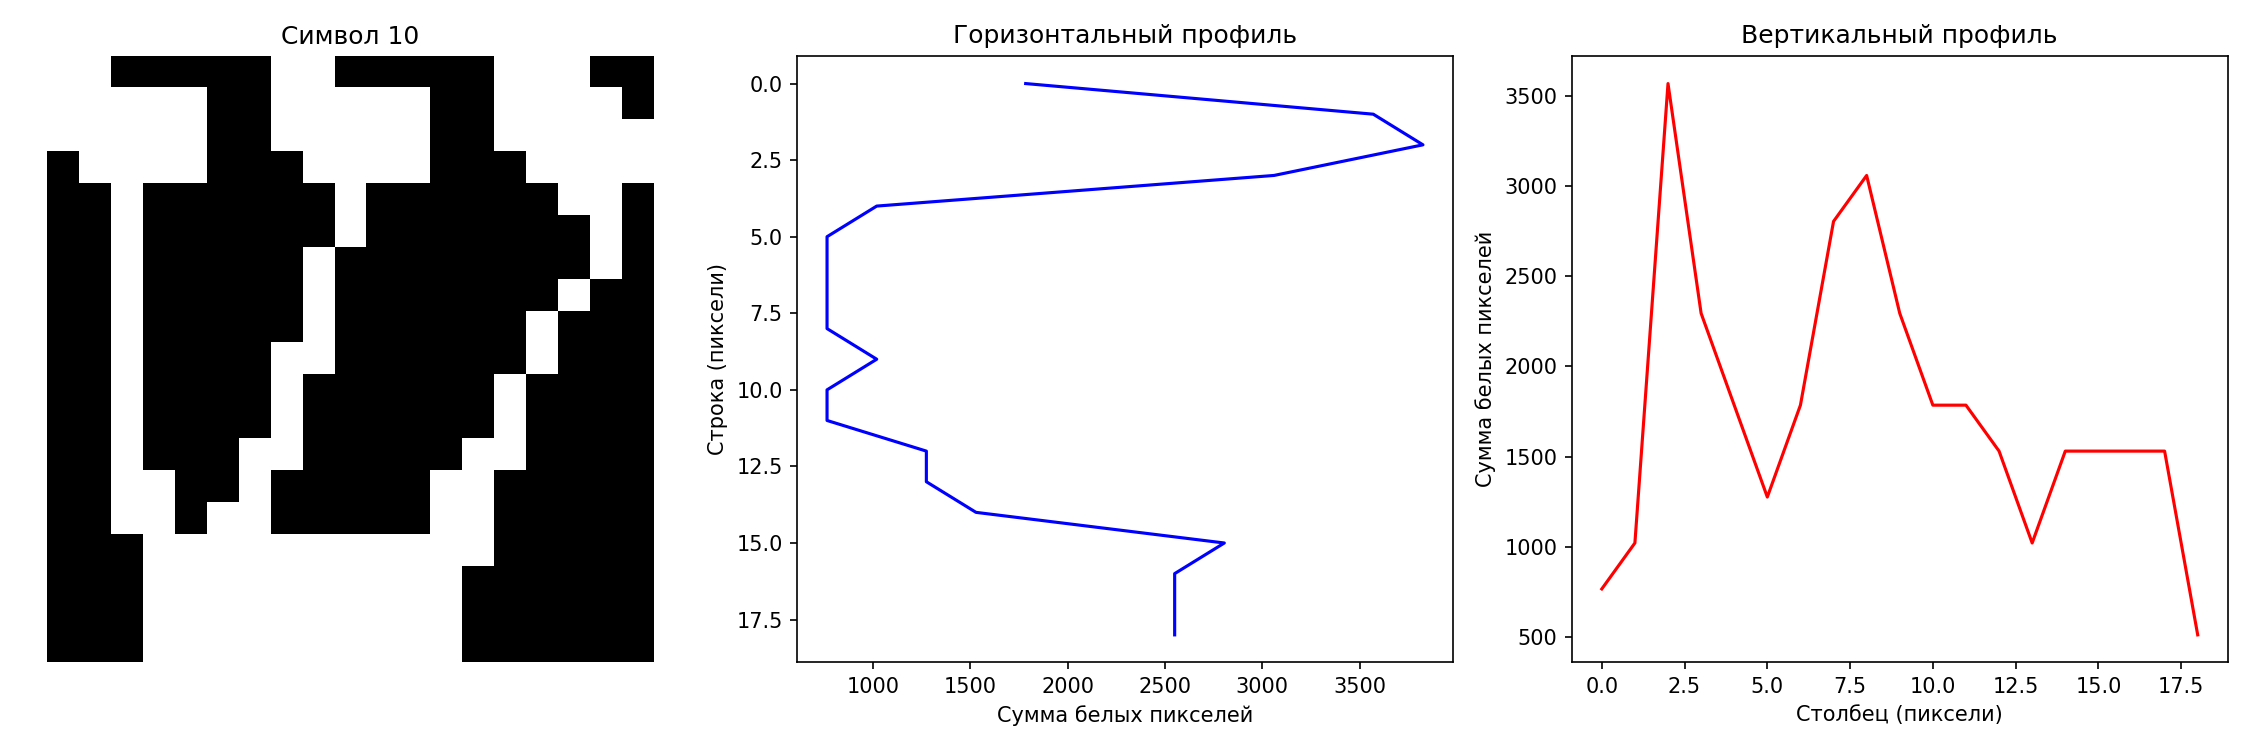 Символ 10
Горизонтальный профиль
0.0
2.5
5.0
7.5
10.0
12.5
15.0
17.5
Строка (пиксели)
1000 1500 2000 2500 3000 3500
Сумма белых пикселей
Вертикальный профиль
3500
3000
2500
2000
1500
1000
500
Сумма белых пикселей
0.0 2.5 5.0 7.5 10.0 12.5 15.0 17.5
Столбец (пиксели)